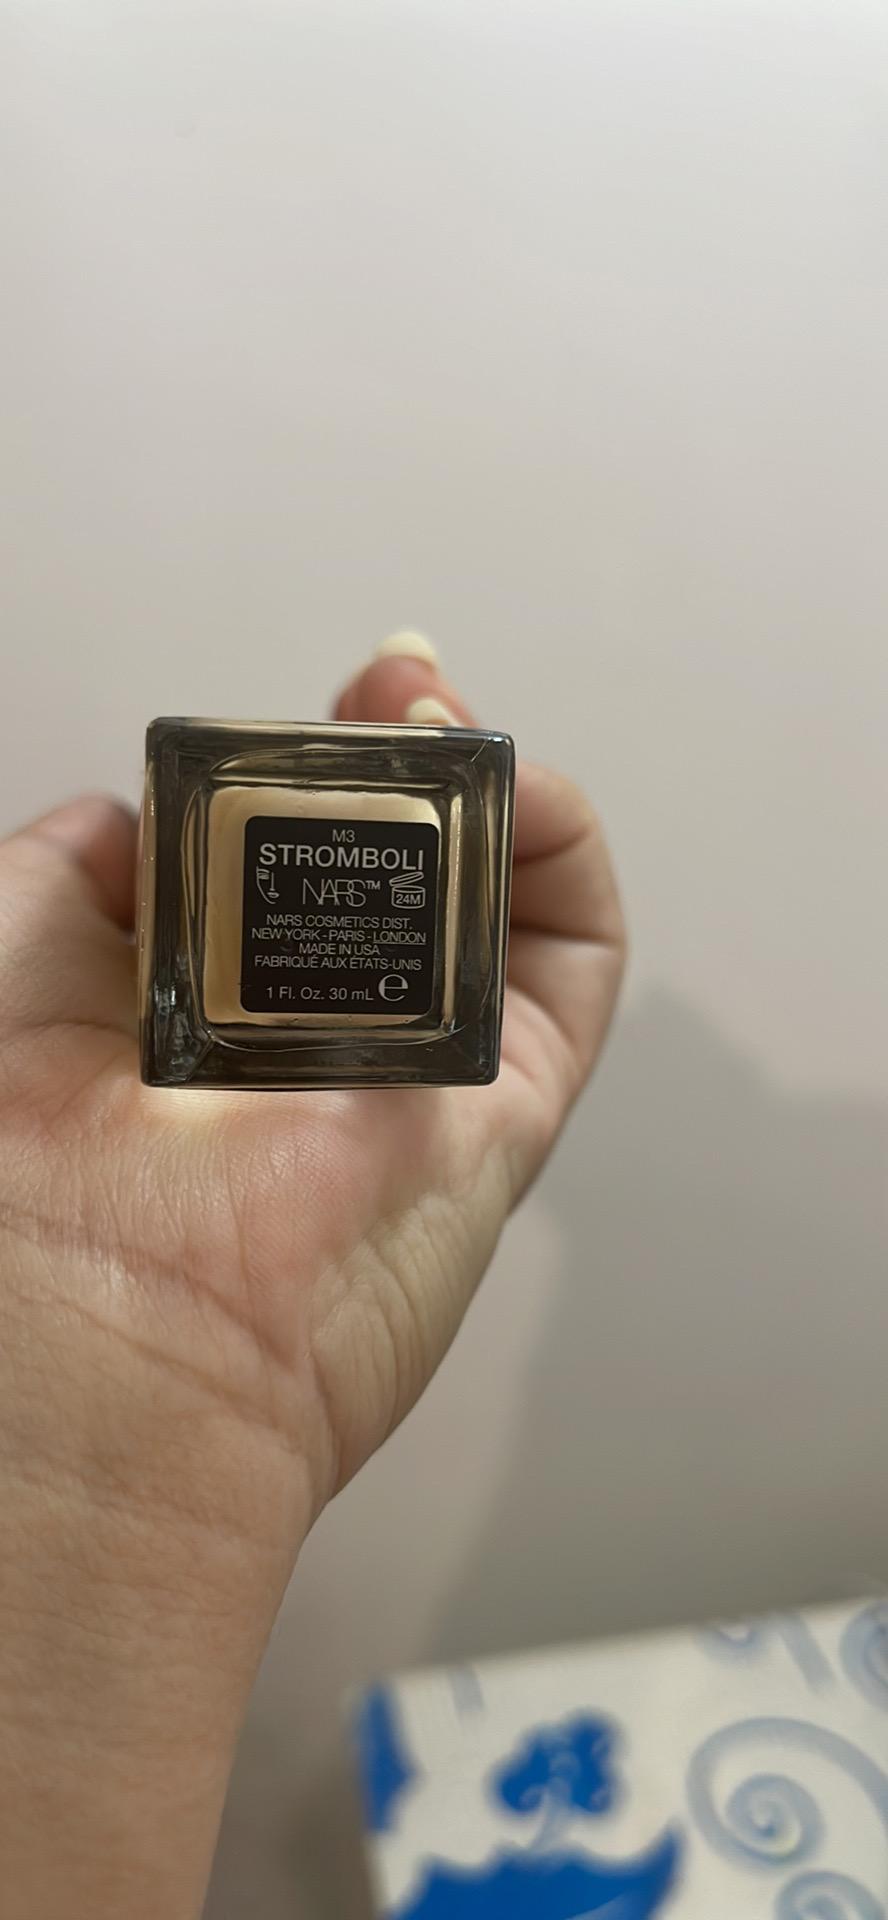 M3
STROMBOLI
NARS™ 24M
NARS COSMETICS DIST.
NEW YORK - PARIS - LONDON
MADE IN USA
FABRIQUÉ AUX ÉTATS-UNIS
1 Fl. Oz. 30 mL ℮